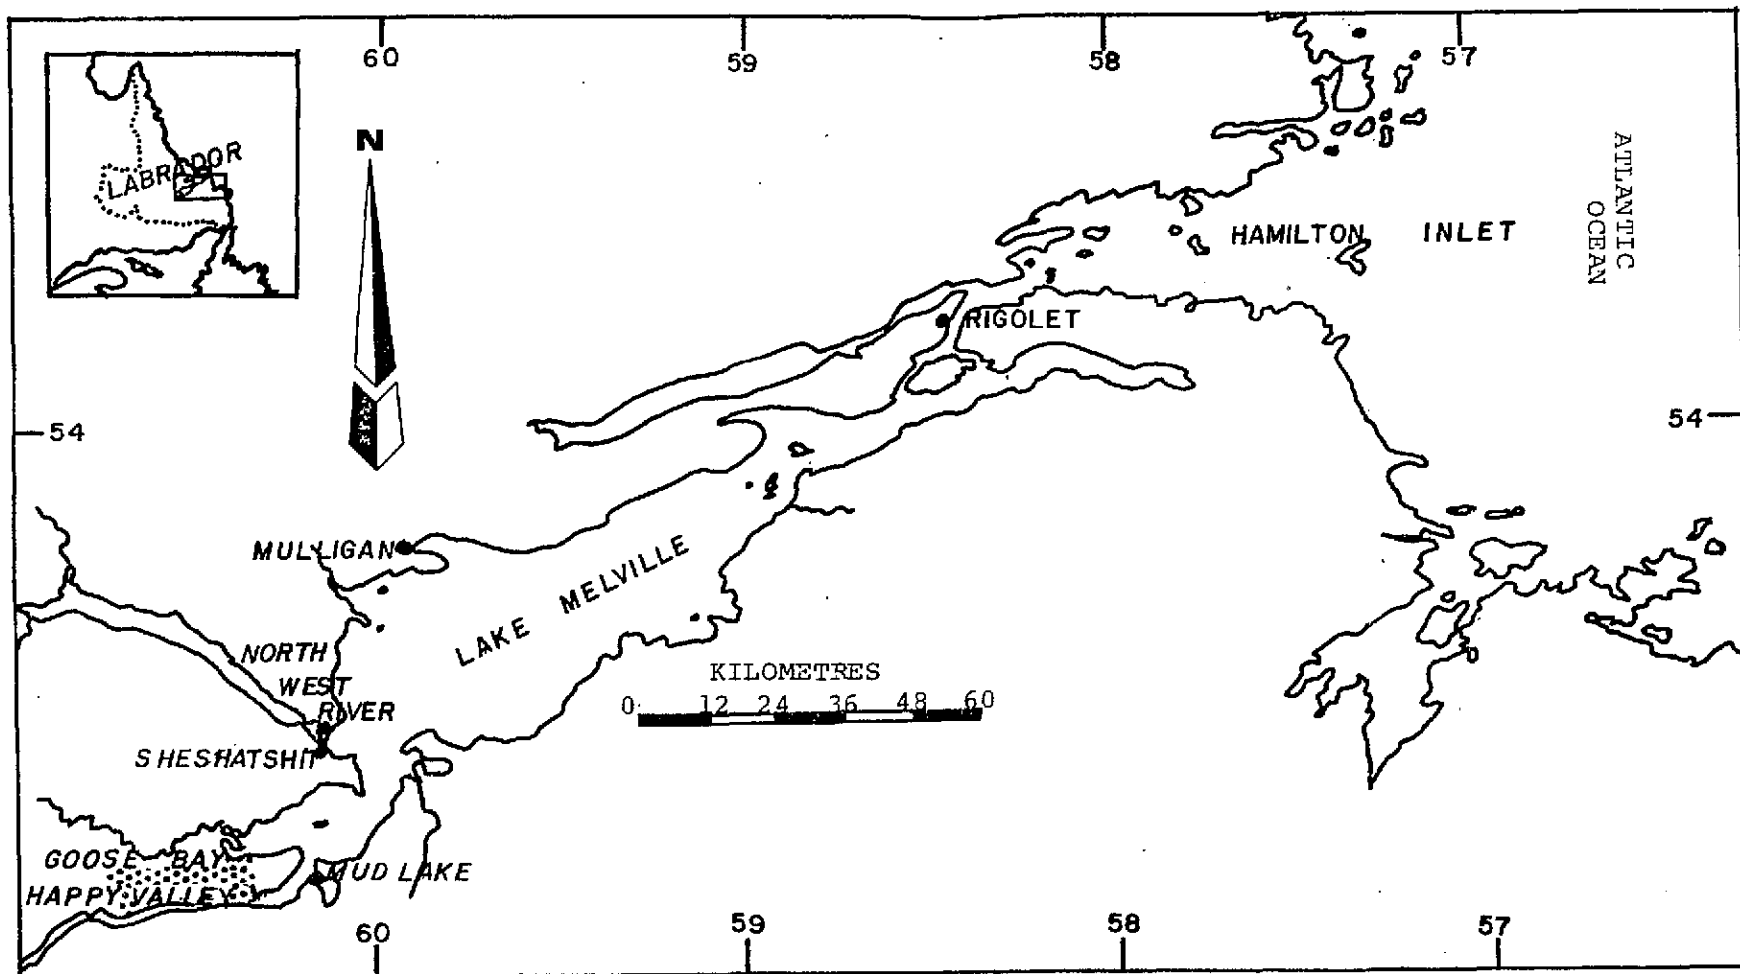 60
59
58
57
LABRADOR
N
ATLANTIC
OCEAN
HAMILTON INLET
RIGOLET
54
54
MULLIGAN
LAKE MELVILLE
NORTH
WEST
RIVER
SHESHATSHIT
KILOMETRES
0 12 24 36 48 60
GOOSE BAY
HAPPY VALLEY
MUD LAKE
60
59
58
57